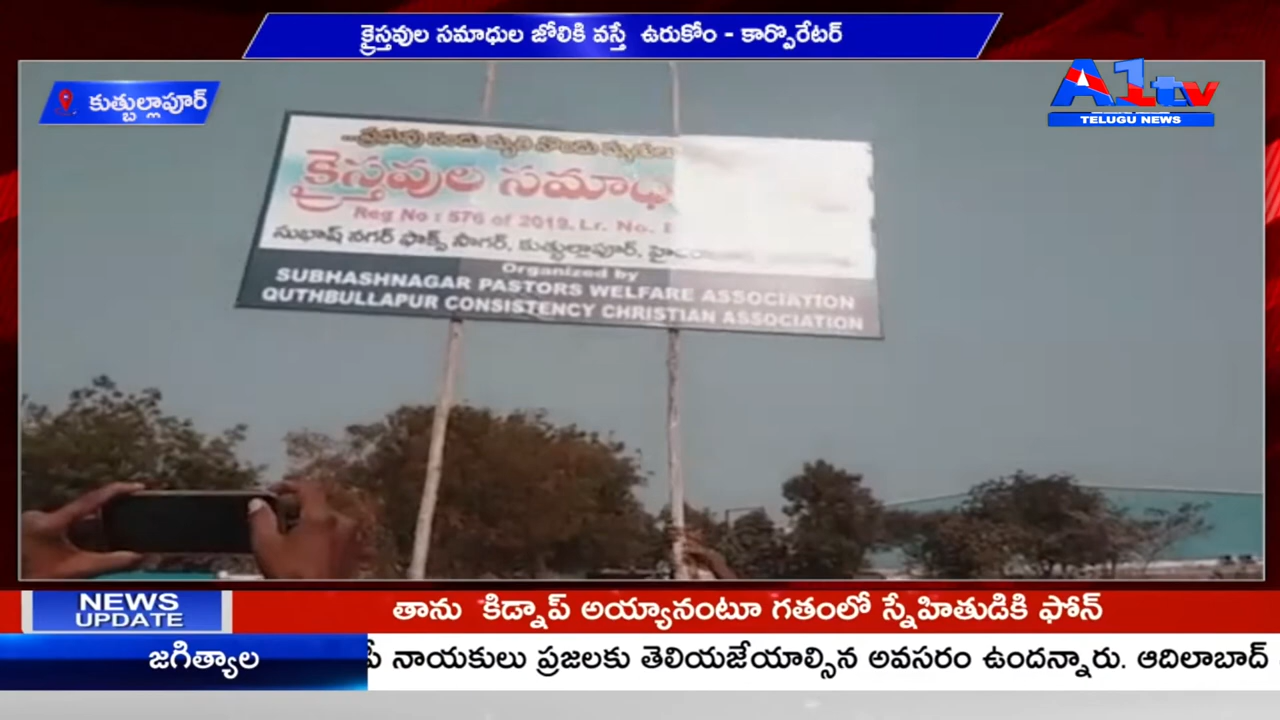 క్రైస్తవుల సమాధుల జోలికి వస్తే ఉరుకోం - కార్పొరేటర్
కుత్బుల్లాపూర్
A1tv
TELUGU NEWS
క్రైస్తవుల సమాధ
Reg No : 576 of 2019, Lr. No.
సుభాష్ నగర్ ఫాక్స్ సాగర్, కుత్బుల్లాపూర్,
Organized by
SUBHASHNAGAR PASTORS WELFARE ASSOCIATION
QUTHBULLAPUR CONSISTENCY CHRISTIAN ASSOCIATION
NEWS
UPDATE
తాను కిడ్నాప్ అయ్యానంటూ గతంలో స్నేహితుడికి ఫోన్
జగిత్యాల
నాయకులు ప్రజలకు తెలియజేయాల్సిన అవసరం ఉందన్నారు. ఆదిలాబాద్